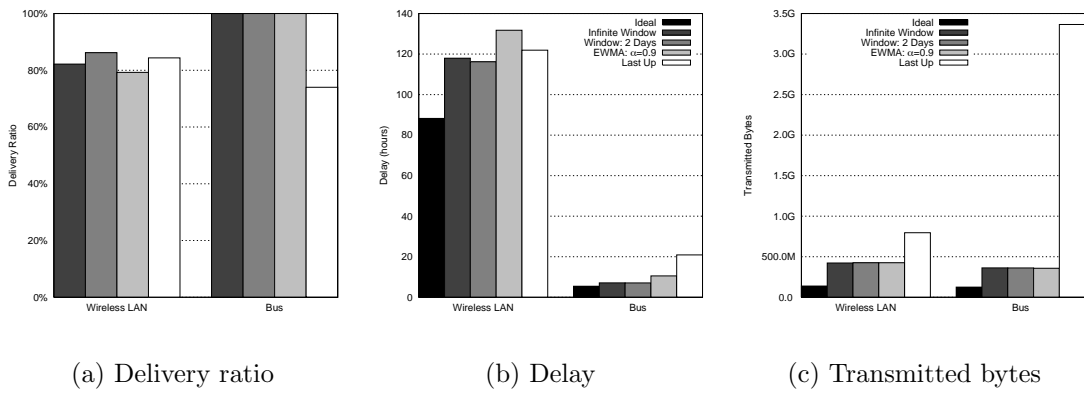 100%
80%
60%
40%
20%
0%
Delivery Ratio
Wireless LAN
Bus
140
120
100
80
60
40
20
0
Delay (hours)
Ideal
Infinite Window
Window: 2 Days
EWMA: α=0.9
Last Up
Wireless LAN
Bus
3.5G
3.0G
2.5G
2.0G
1.5G
1.0G
500.0M
0.0
Transmitted Bytes
Ideal
Infinite Window
Window: 2 Days
EWMA: α=0.9
Last Up
Wireless LAN
Bus
(a) Delivery ratio
(b) Delay
(c) Transmitted bytes